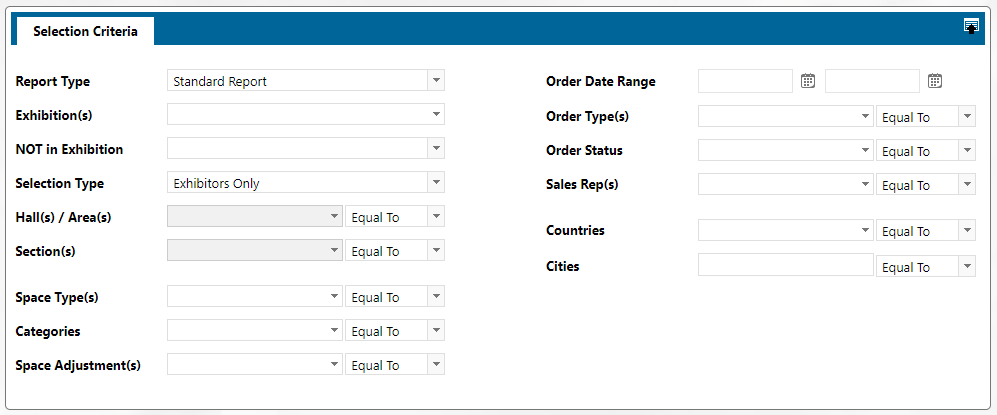 Selection Criteria
Report Type Standard Report
Exhibition(s)
NOT in Exhibition
Selection Type Exhibitors Only
Hall(s) / Area(s) Equal To
Section(s) Equal To
Space Type(s) Equal To
Categories Equal To
Space Adjustment(s) Equal To
Order Date Range
Order Type(s) Equal To
Order Status Equal To
Sales Rep(s) Equal To
Countries Equal To
Cities Equal To